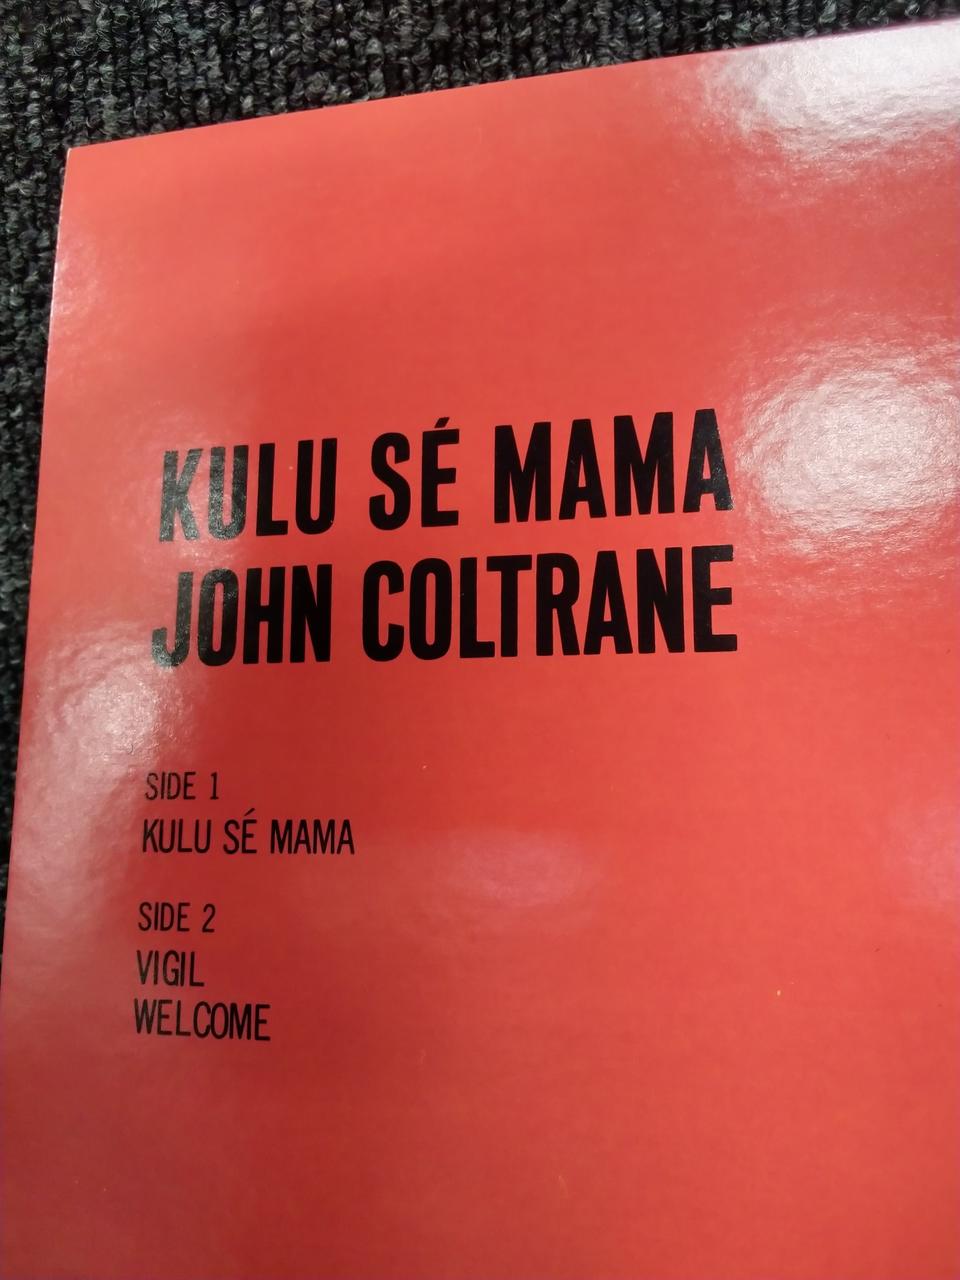 KULU SÉ MAMA
JOHN COLTRANE
SIDE 1
KULU SÉ MAMA
SIDE 2
VIGIL
WELCOME